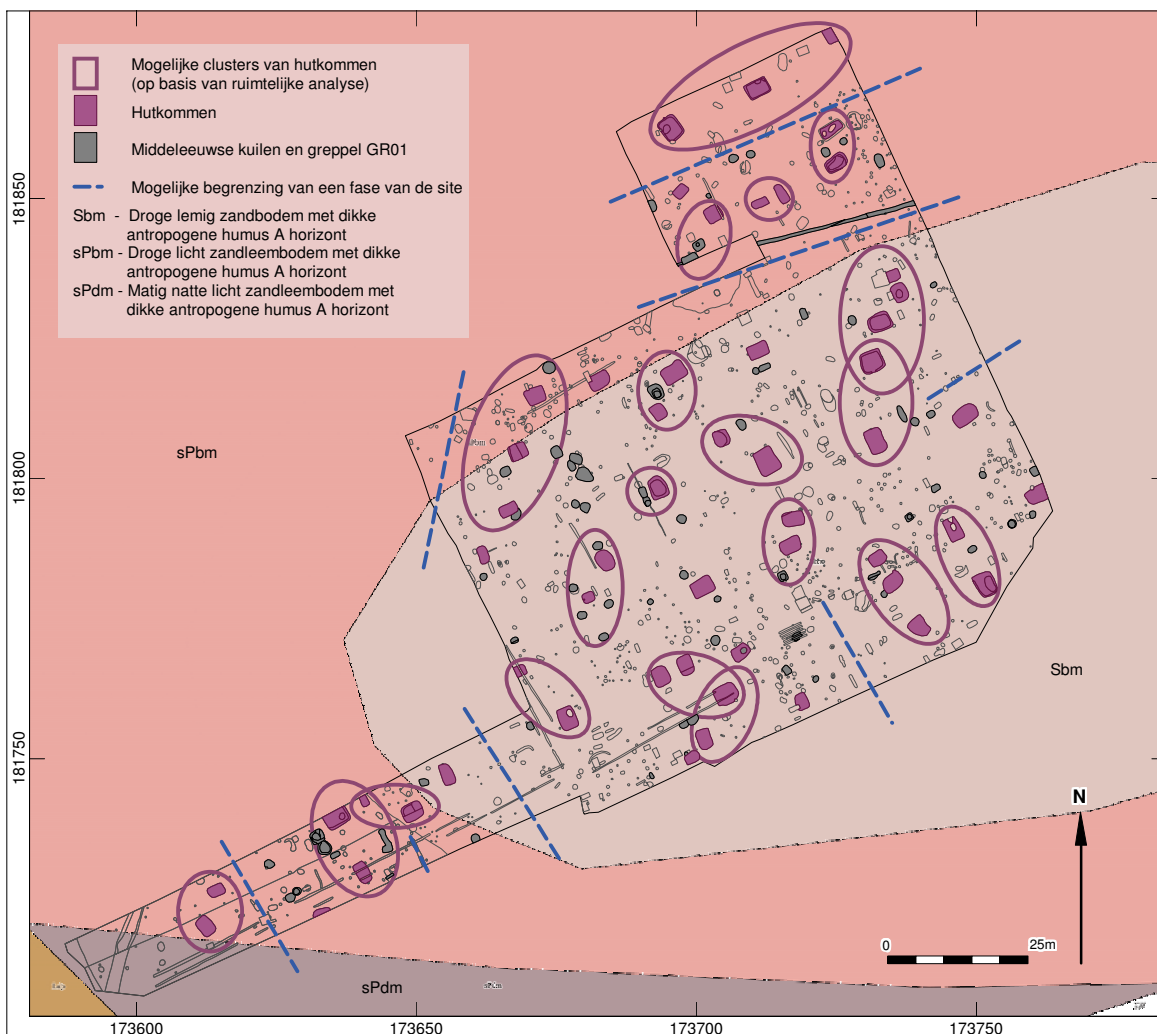 Mogelijke clusters van hutkommen
(op basis van ruimtelijke analyse)
Hutkommen
Middeleeuwse kuilen en greppel GR01
Mogelijke begrenzing van een fase van de site
Sbm - Droge lemig zandbodem met dikke
antropogene humus A horizont
sPbm - Droge licht zandleembodem met dikke
antropogene humus A horizont
sPdm - Matig natte licht zandleembodem met
dikke antropogene humus A horizont
181850
181800
181750
sPbm
Sbm
sPdm
N
0 25m
173600 173650 173700 173750